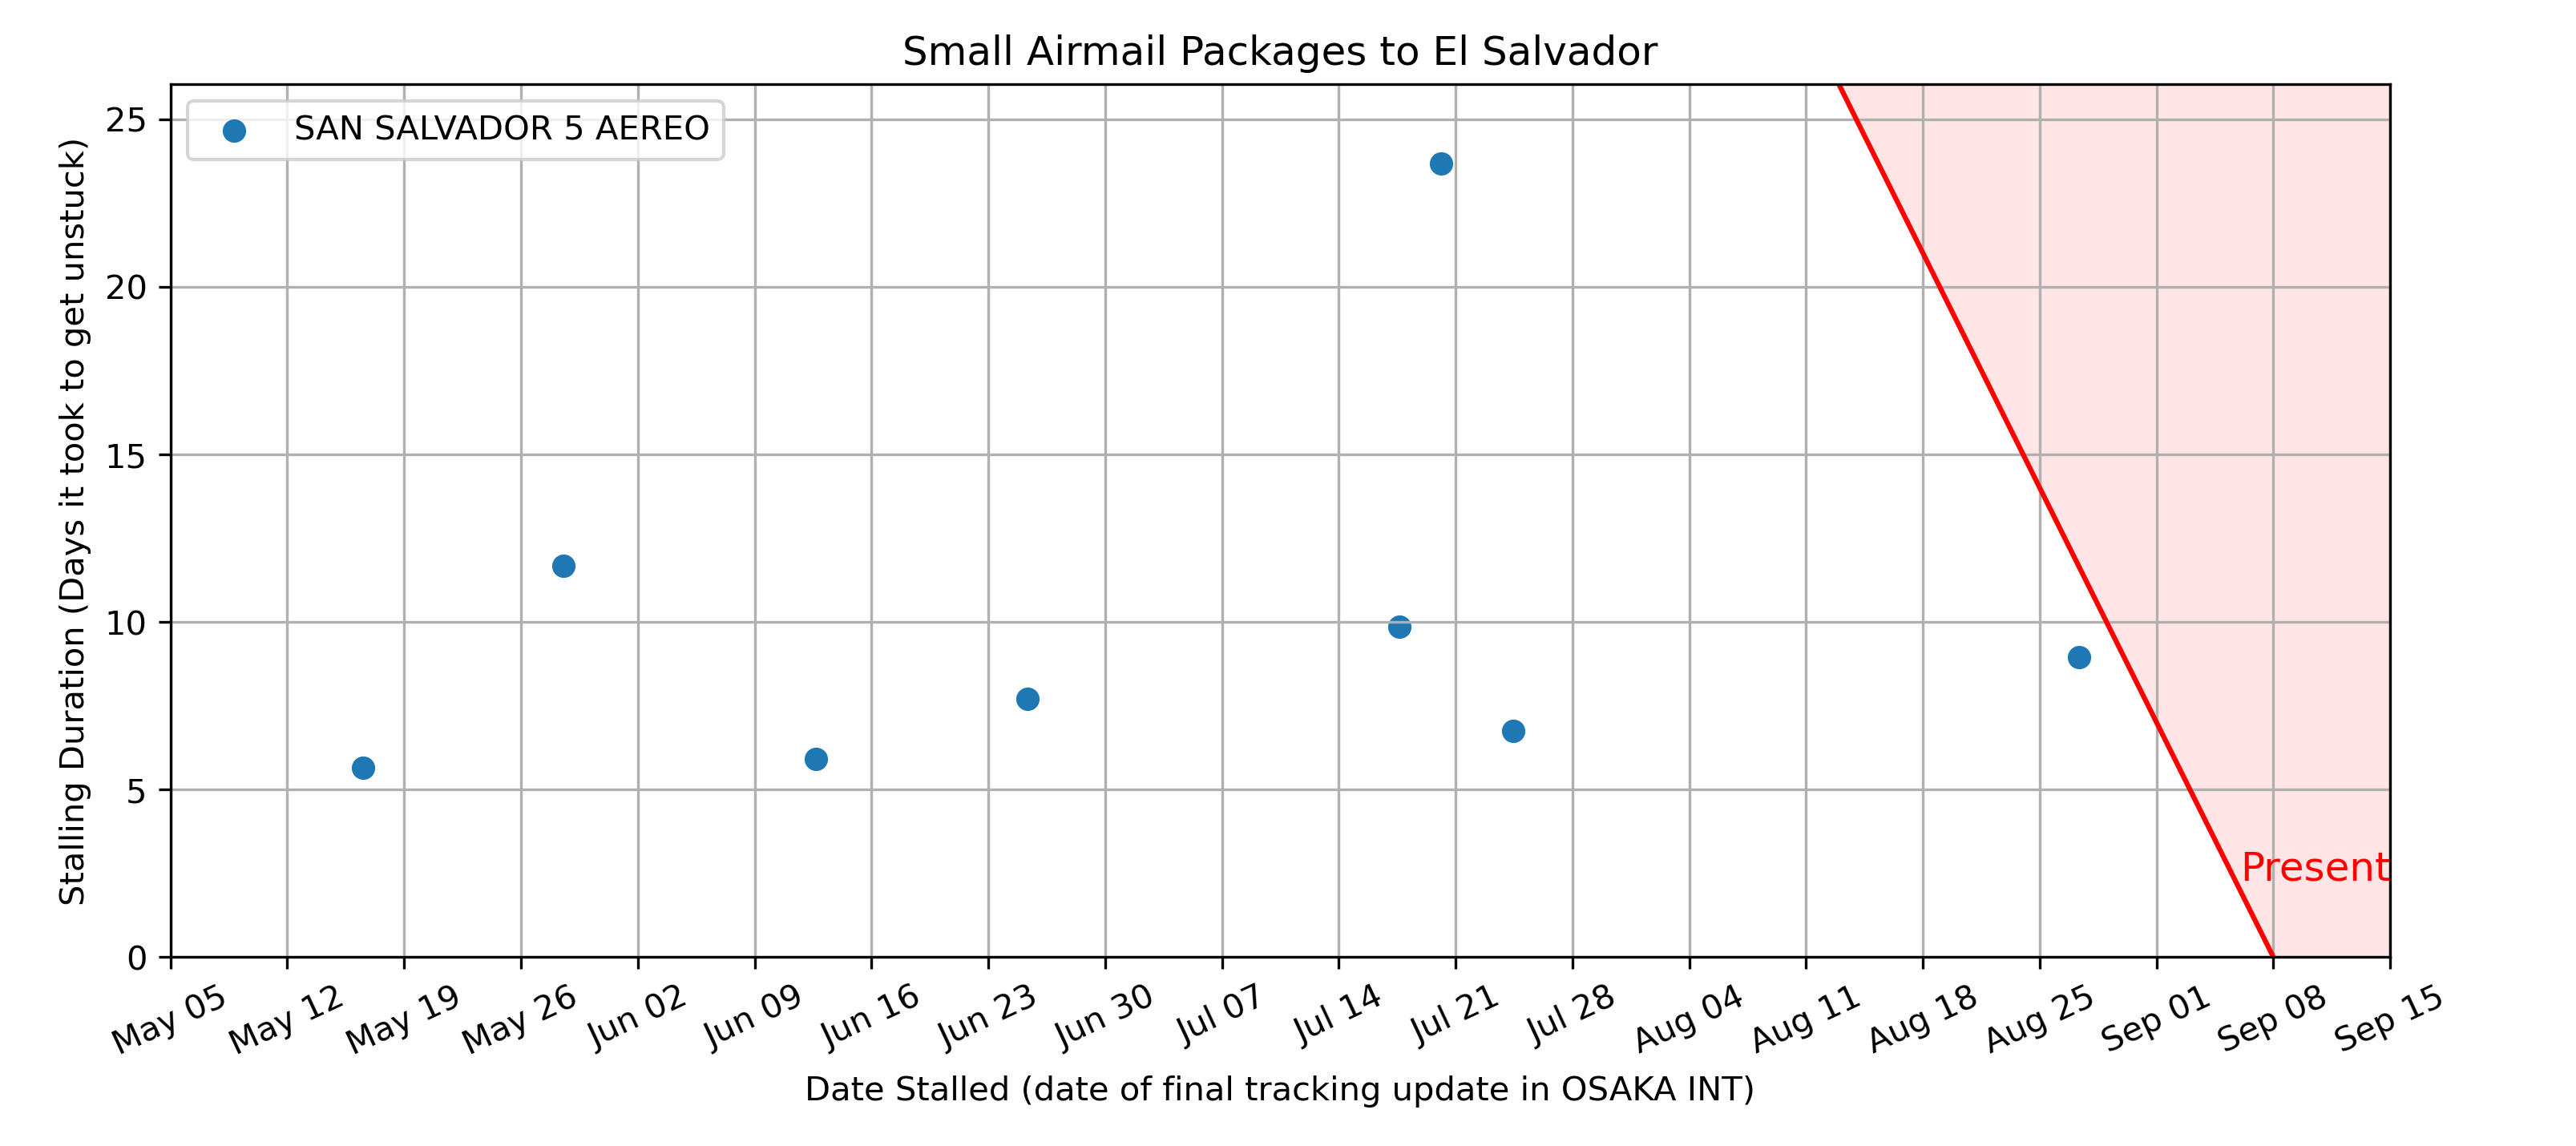 Small Airmail Packages to El Salvador
SAN SALVADOR 5 AEREO
Stalling Duration (Days it took to get unstuck)
25
20
15
10
5
0
Present
May 05
May 12
May 19
May 26
Jun 02
Jun 09
Jun 16
Jun 23
Jun 30
Jul 07
Jul 14
Jul 21
Jul 28
Aug 04
Aug 11
Aug 18
Aug 25
Sep 01
Sep 08
Sep 15
Date Stalled (date of final tracking update in OSAKA INT)